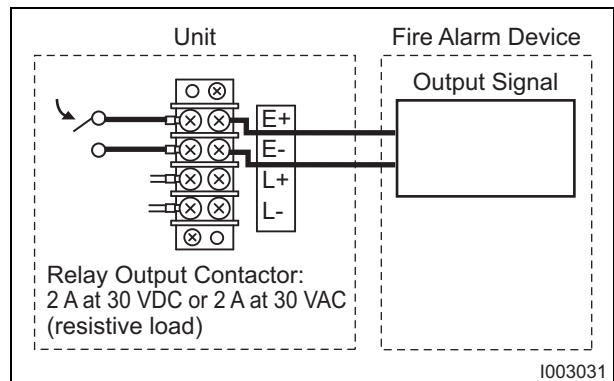 Unit
Fire Alarm Device
Output Signal
E+
E-
L+
L-
Relay Output Contactor:
2 A at 30 VDC or 2 A at 30 VAC
(resistive load)
I003031